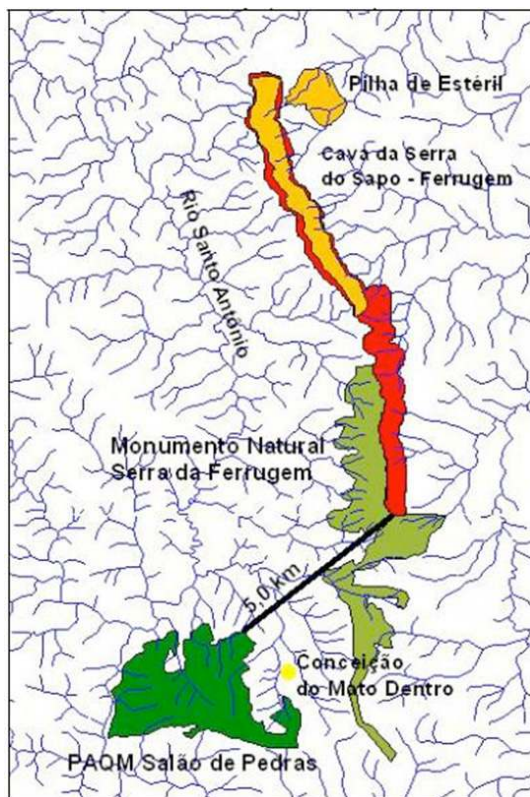 Pilha de Estéril
Cava da Serra
do Sapo - Ferrugem
Rio Santo Antônio
Monumento Natural
Serra da Ferrugem
5,0 km
Conceição
do Mato Dentro
PAQM Salão de Pedras